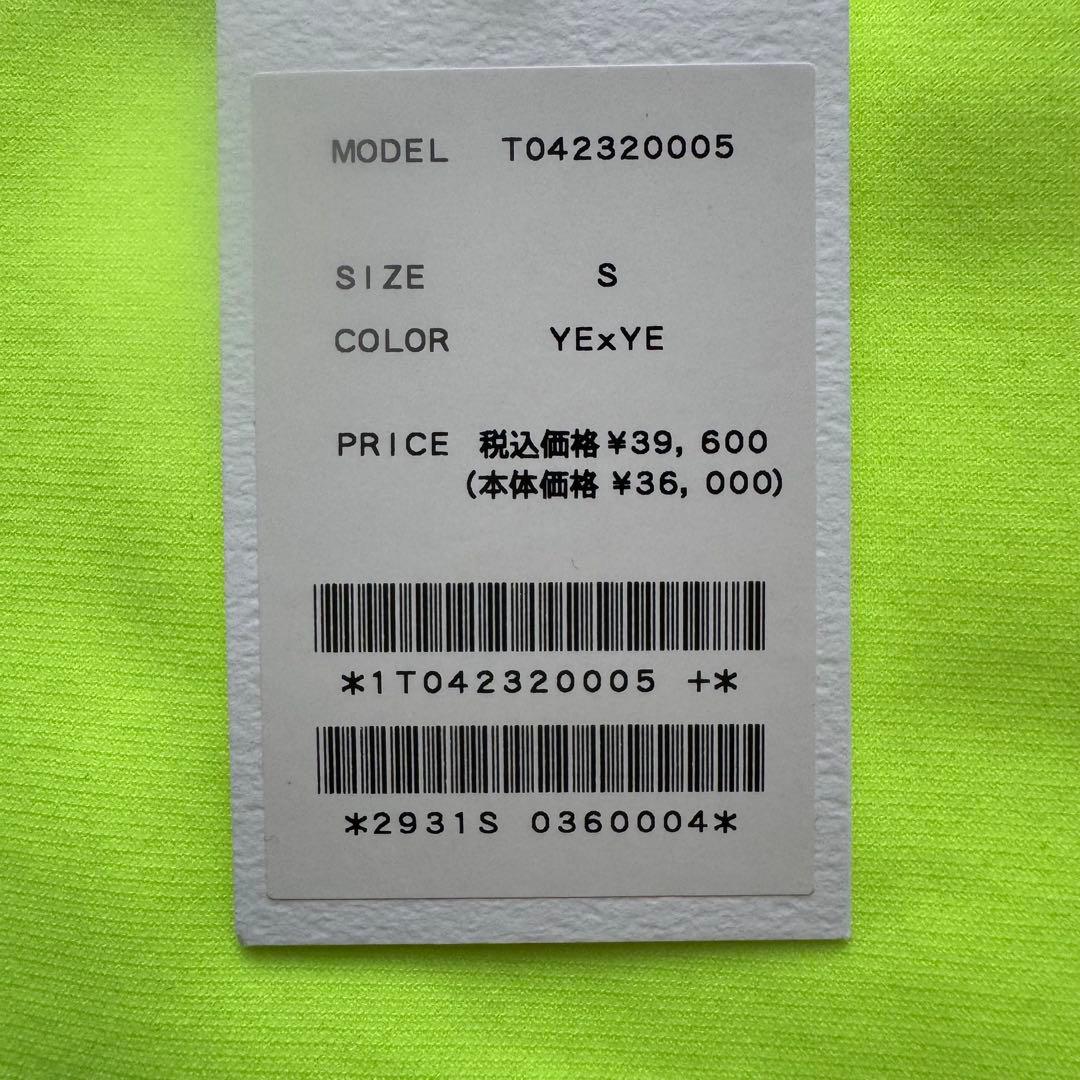 MODEL T042320005
SIZE S
COLOR YExYE
PRICE 税込価格 ¥39,600
(本体価格 ¥36,000)
*1T042320005 +*
*2931S 0360004*